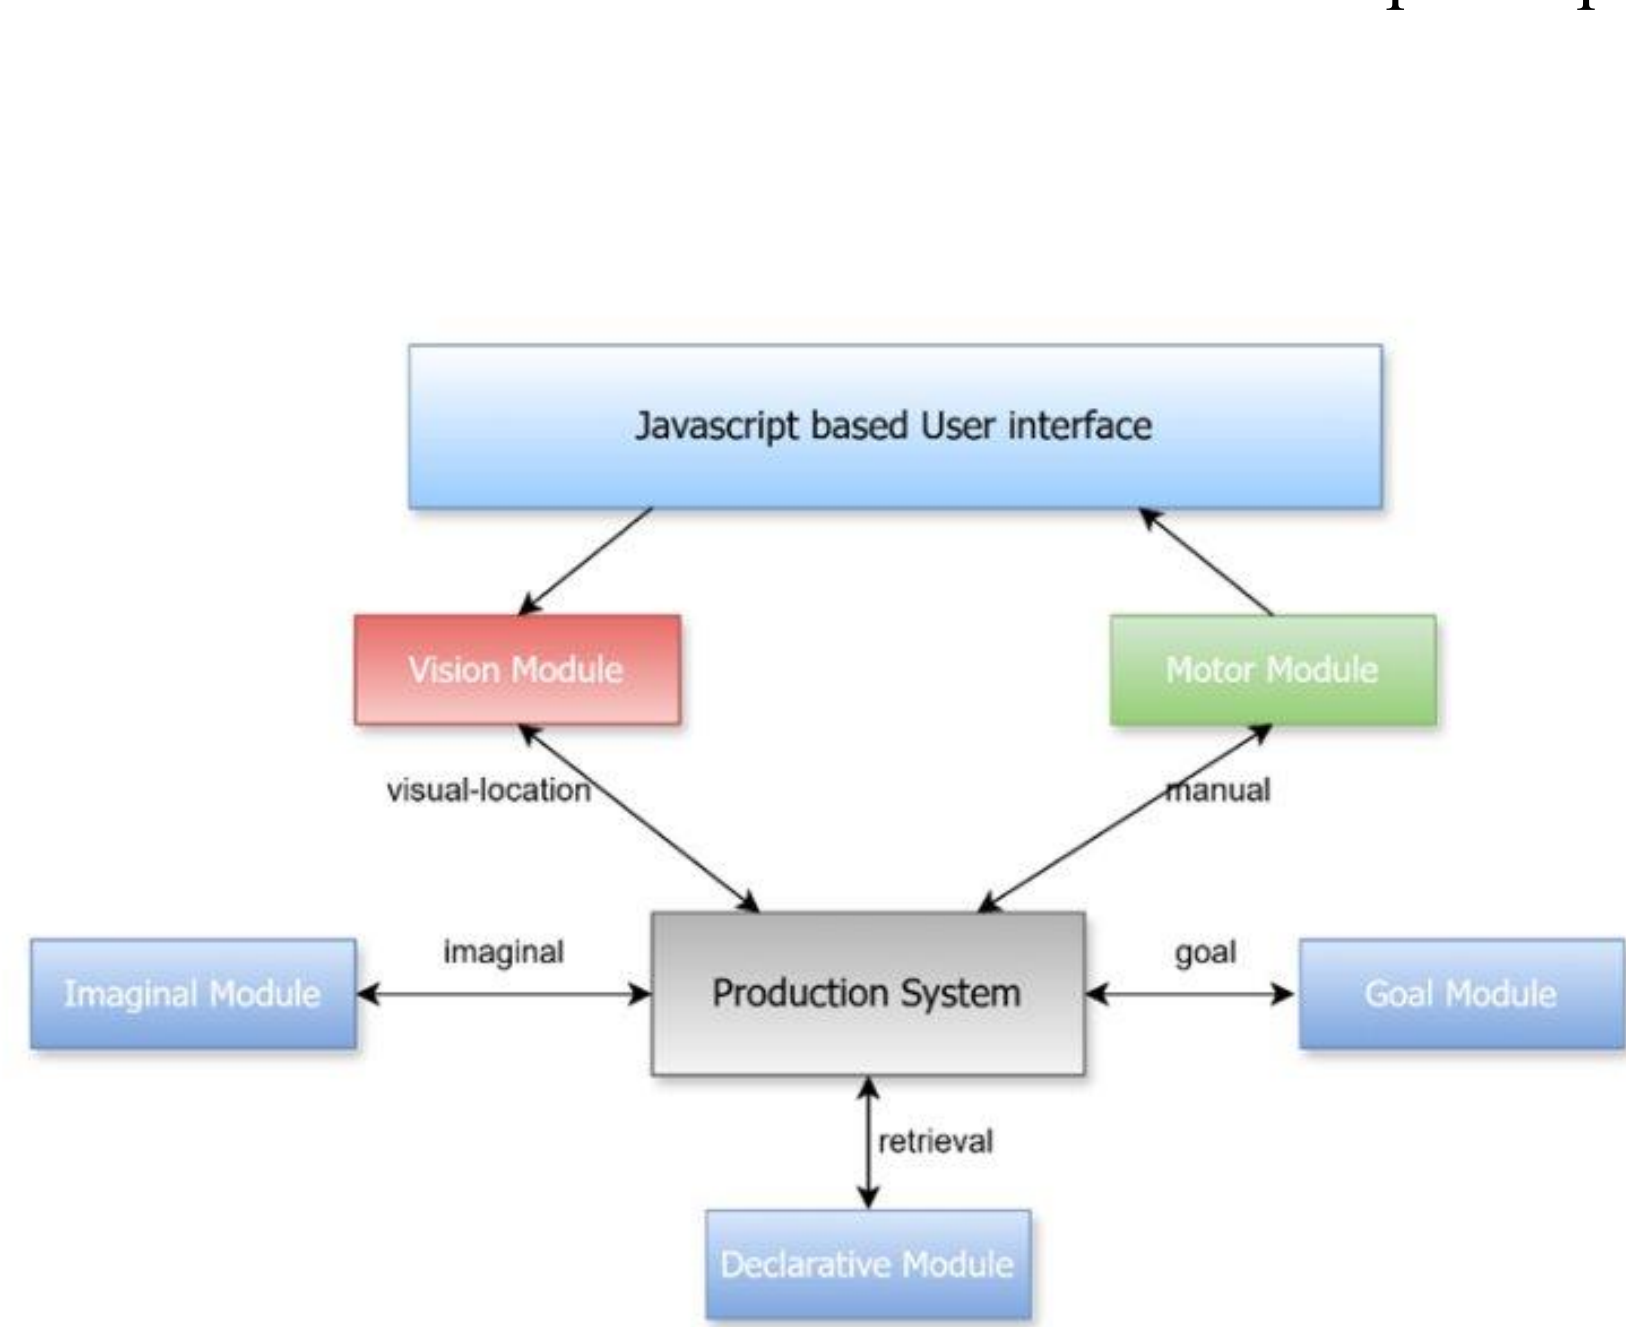 Javascript based User interface
Vision Module
Motor Module
visual-location
manual
imaginal
goal
Imaginal Module
Production System
Goal Module
retrieval
Declarative Module